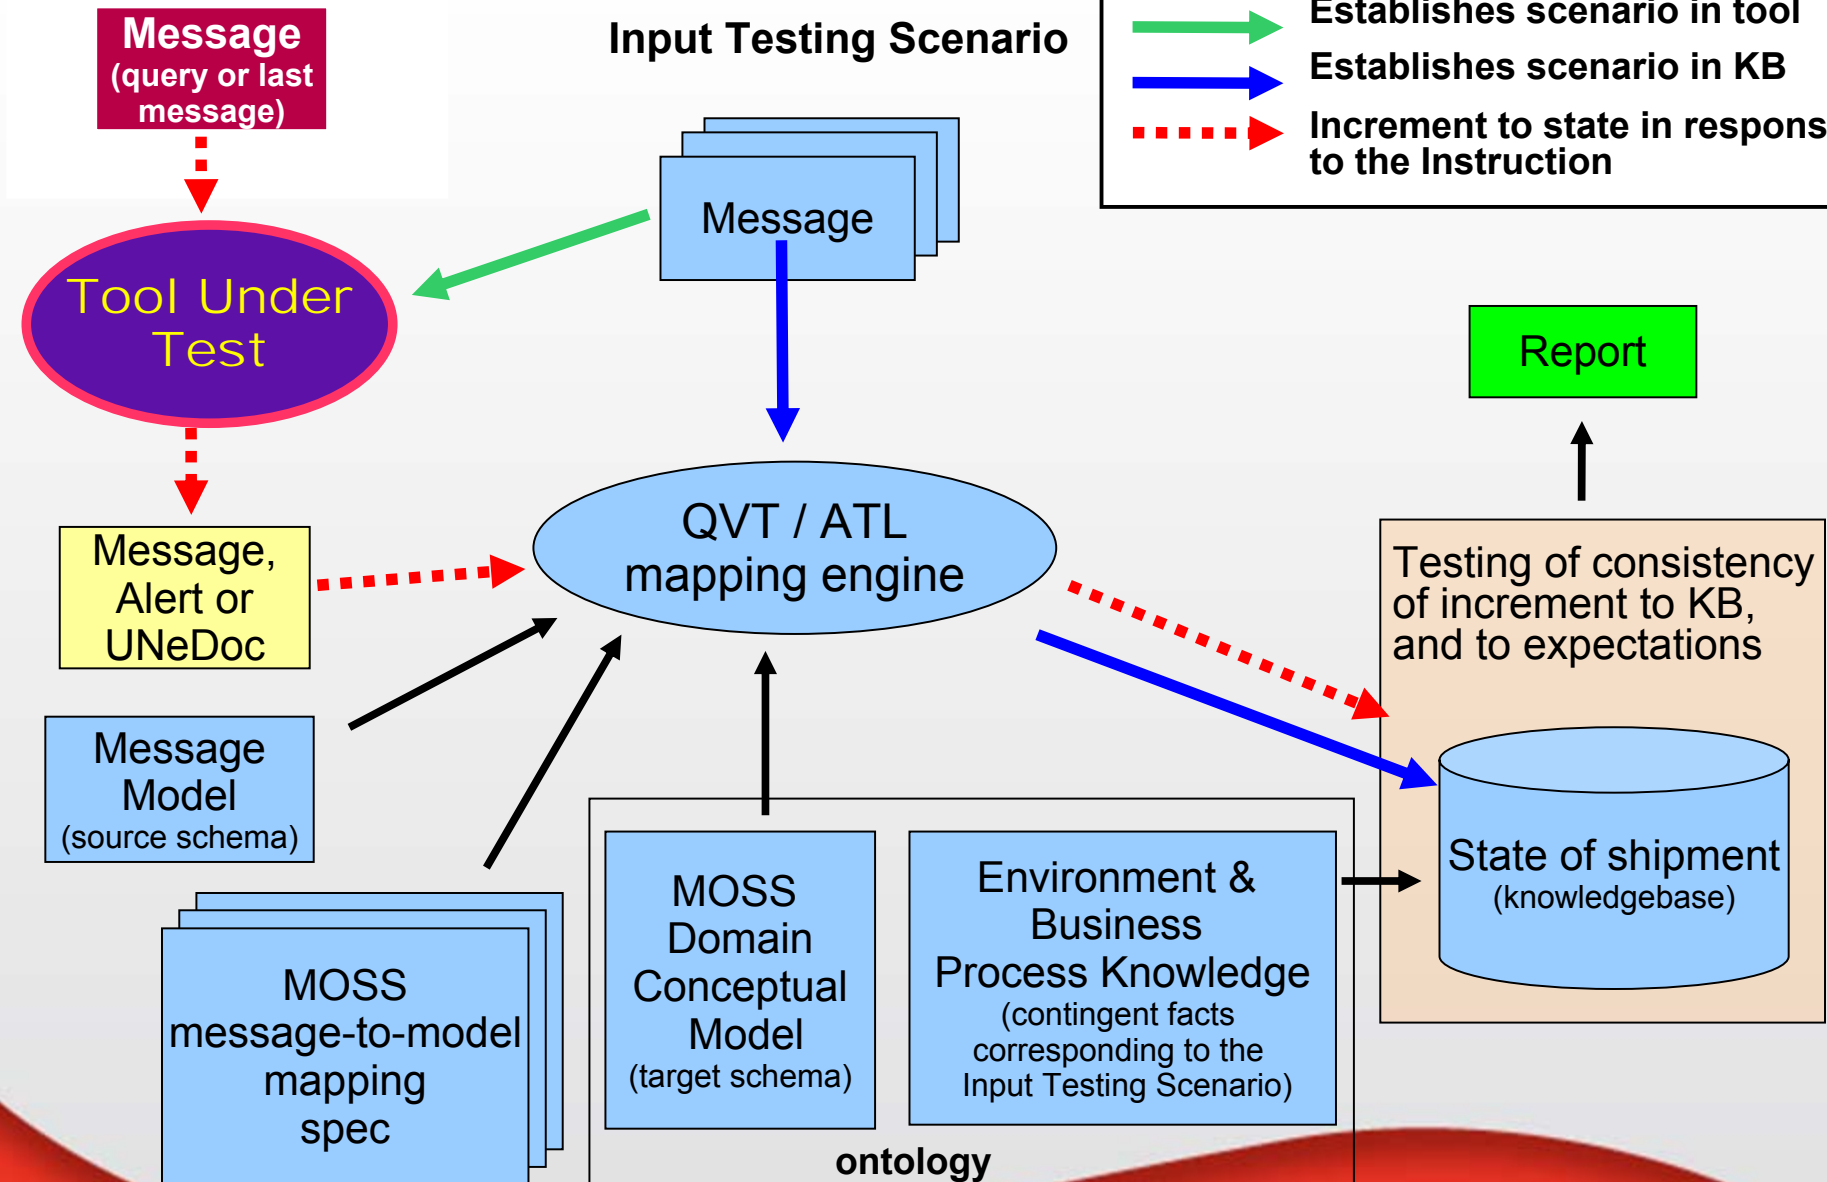 Message
(query or last
message)
Input Testing Scenario
Establishes scenario in tool
Establishes scenario in KB
Increment to state in respons
to the Instruction
Message
Tool Under
Test
Report
QVT / ATL
mapping engine
Message,
Alert or
UNeDoc
Testing of consistency
of increment to KB,
and to expectations
Message
Model
(source schema)
State of shipment
(knowledgebase)
MOSS
Domain
Conceptual
Model
(target schema)
Environment &
Business
Process Knowledge
(contingent facts
corresponding to the
Input Testing Scenario)
MOSS
message-to-model
mapping
spec
ontology